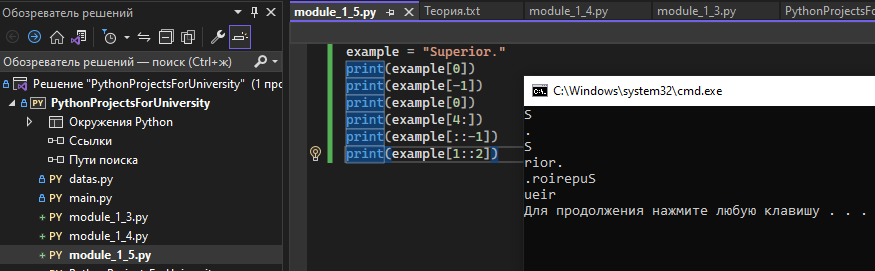 Обозреватель решений
Обозреватель решений — поиск (Ctrl+ж)
Решение "PythonProjectsForUniversity" (1 про
PY PythonProjectsForUniversity
Окружения Python
Ссылки
Пути поиска
PY datas.py
PY main.py
+ PY module_1_3.py
+ PY module_1_4.py
+ PY module_1_5.py
module_1_5.py Теория.txt module_1_4.py module_1_3.py PythonProjectsFor
example = "Superior."
print(example[0])
print(example[-1])
print(example[0])
print(example[4:])
print(example[::-1])
print(example[1::2])
C:\Windows\system32\cmd.exe
S
.
S
rior.
.roirepuS
ueir
Для продолжения нажмите любую клавишу . . .